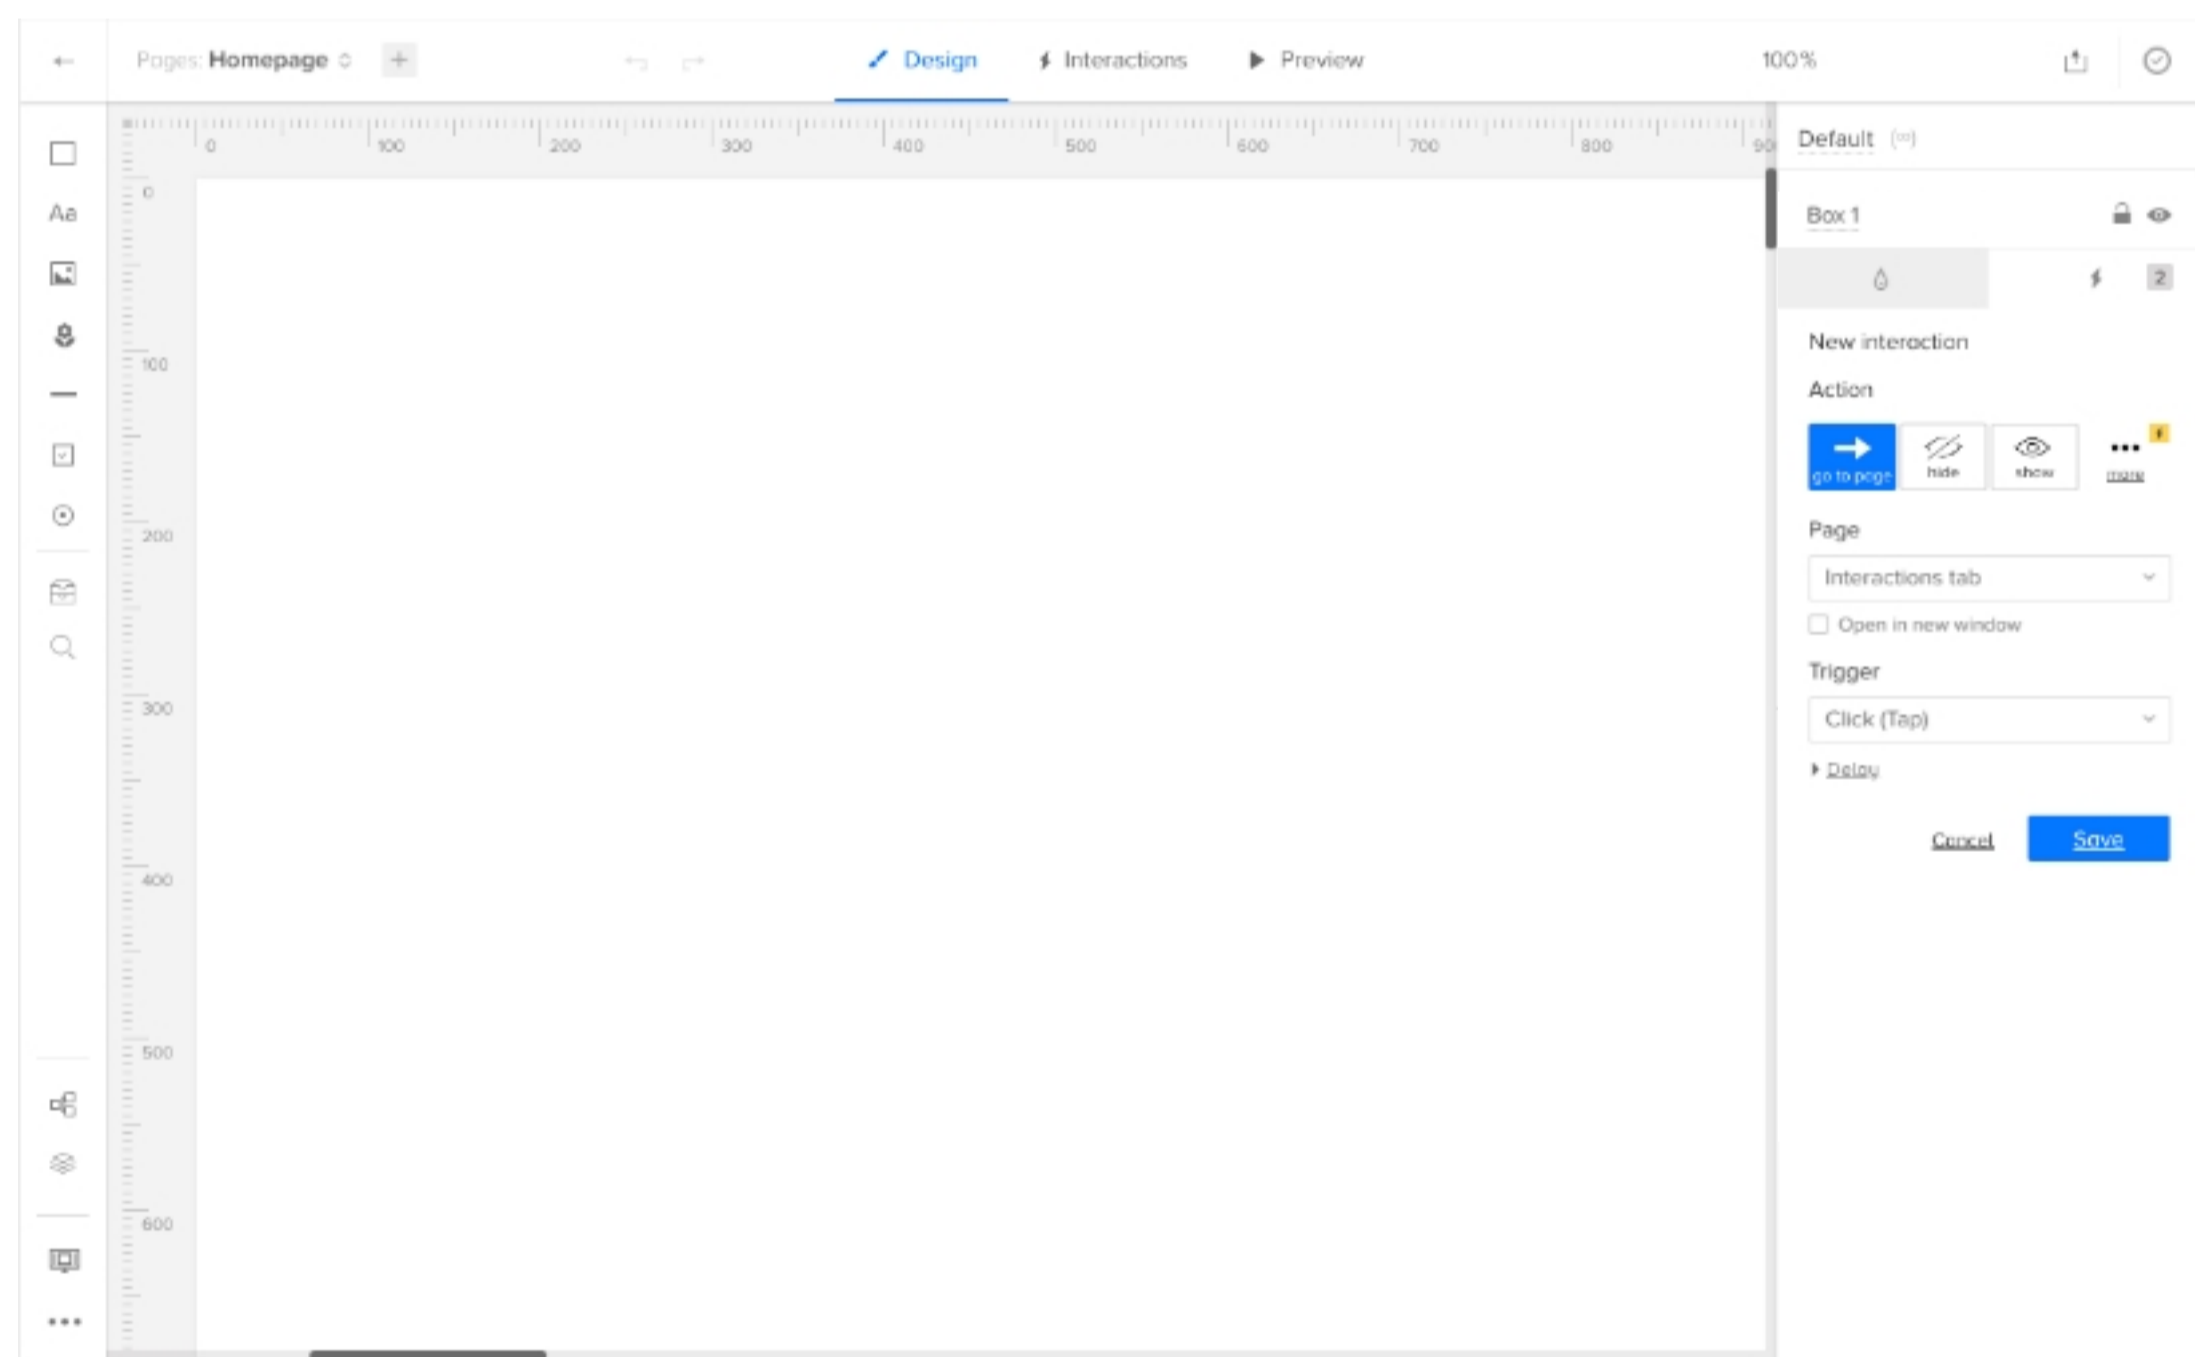 Pages: Homepage
Design
Interactions
Preview
100%
0 100 200 300 400 500 600 700 800 90
Default (∞)
0
100
200
300
400
500
600
Aa
Box 1
2
New interaction
Action
go to page
hide
show
more
Page
Interactions tab
Open in new window
Trigger
Click (Tap)
Delay
Cancel
Save